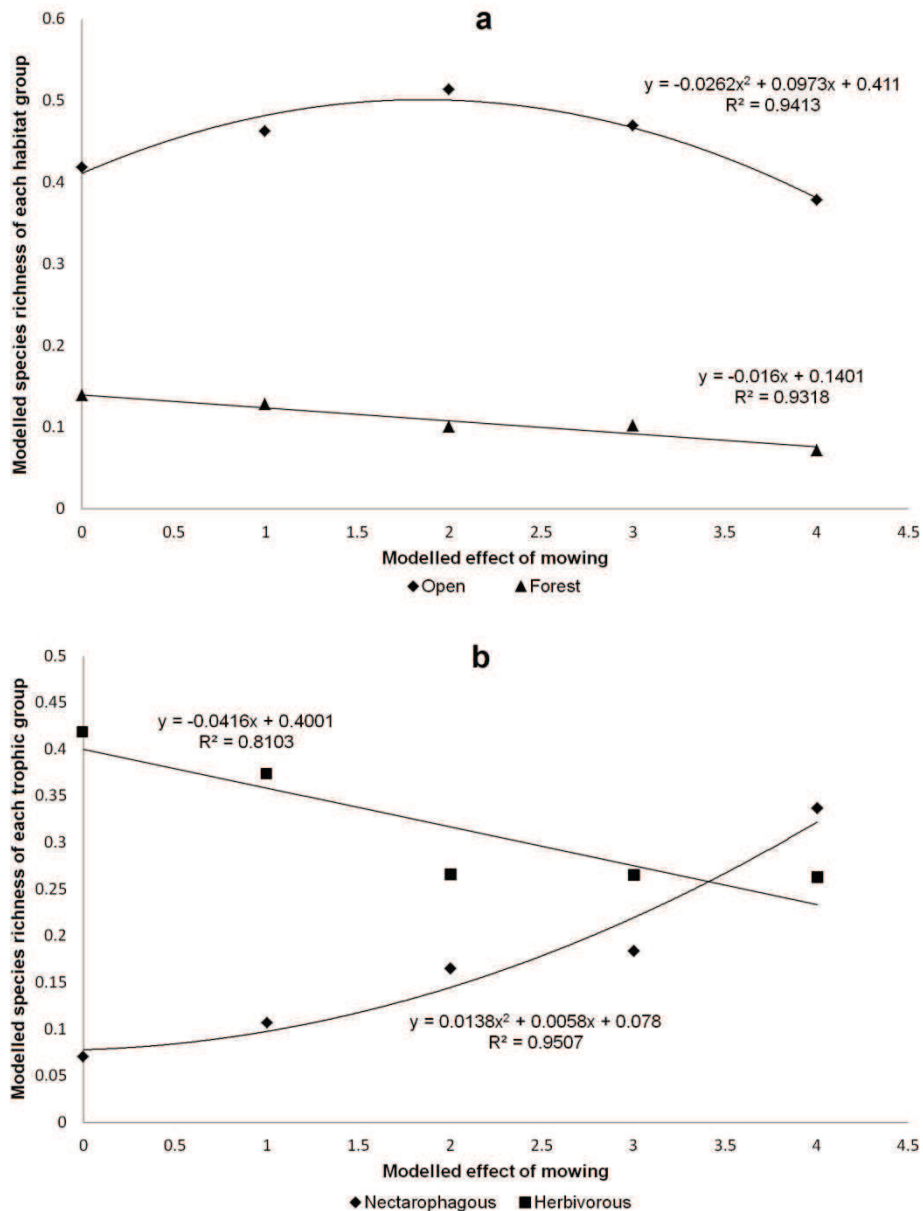 a
Modelled species richness of each habitat group
0.6
0.5
0.4
0.3
0.2
0.1
0
y = -0.0262x² + 0.0973x + 0.411
R² = 0.9413
y = -0.016x + 0.1401
R² = 0.9318
0 0.5 1 1.5 2 2.5 3 3.5 4 4.5
Modelled effect of mowing
Open Forest
b
Modelled species richness of each trophic group
0.5
0.45
0.4
0.35
0.3
0.25
0.2
0.15
0.1
0.05
0
y = -0.0416x + 0.4001
R² = 0.8103
y = 0.0138x² + 0.0058x + 0.078
R² = 0.9507
0 0.5 1 1.5 2 2.5 3 3.5 4 4.5
Modelled effect of mowing
Nectarophagous Herbivorous